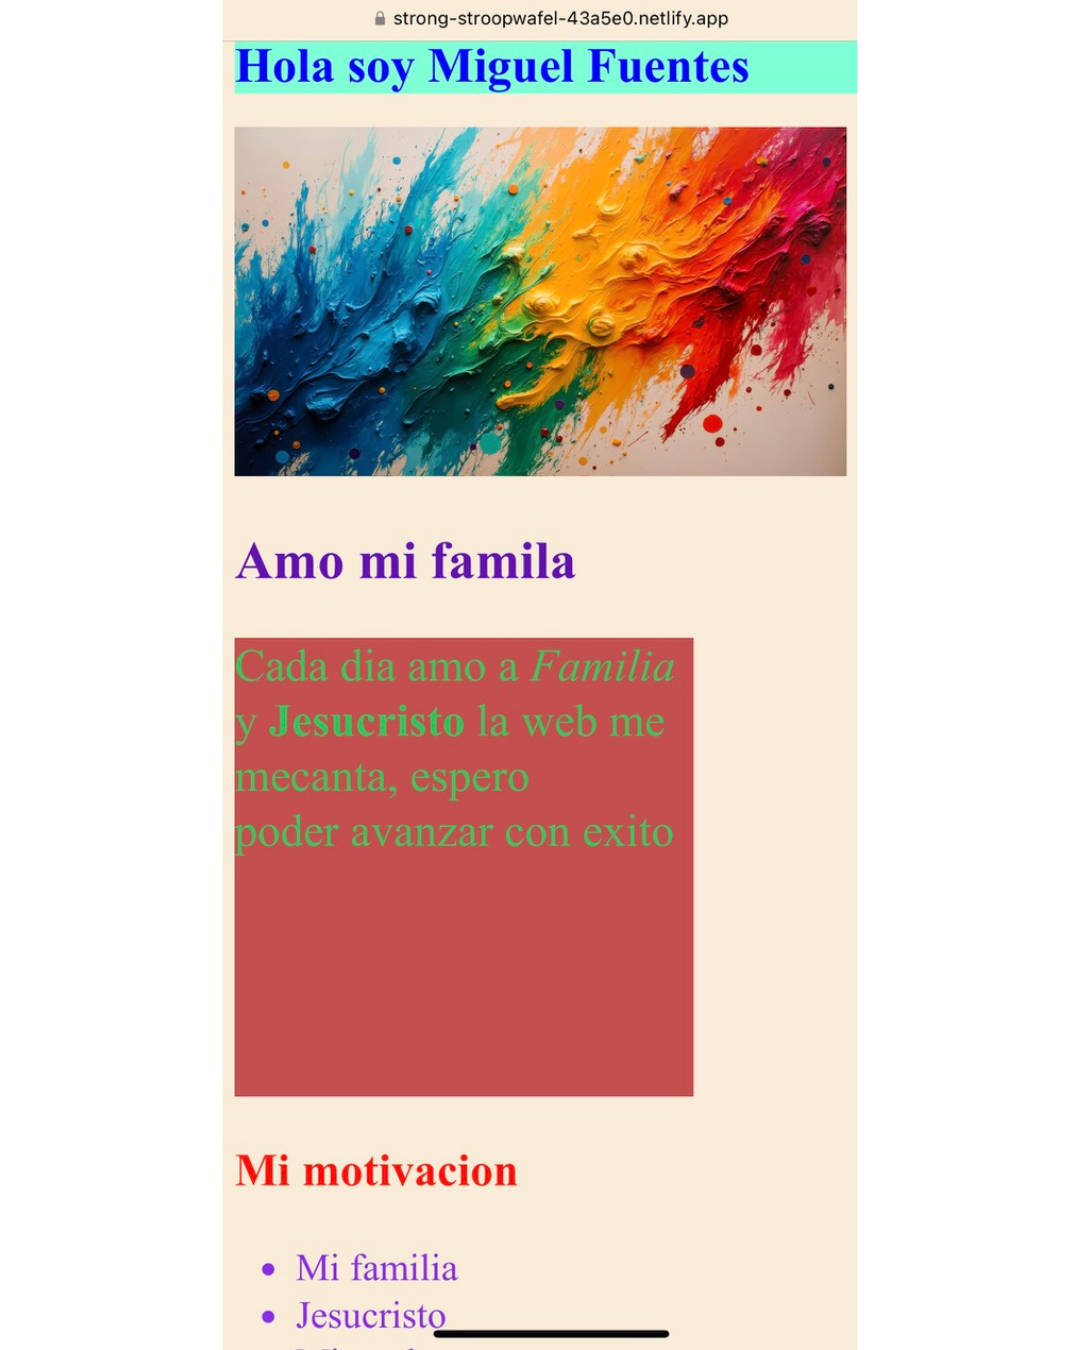 strong-stroopwafel-43a5e0.netlify.app
Hola soy Miguel Fuentes
Amo mi famila
Cada dia amo a Familia
y Jesucristo la web me
mecanta, espero
poder avanzar con exito
Mi motivacion
Mi familia
Jesucristo